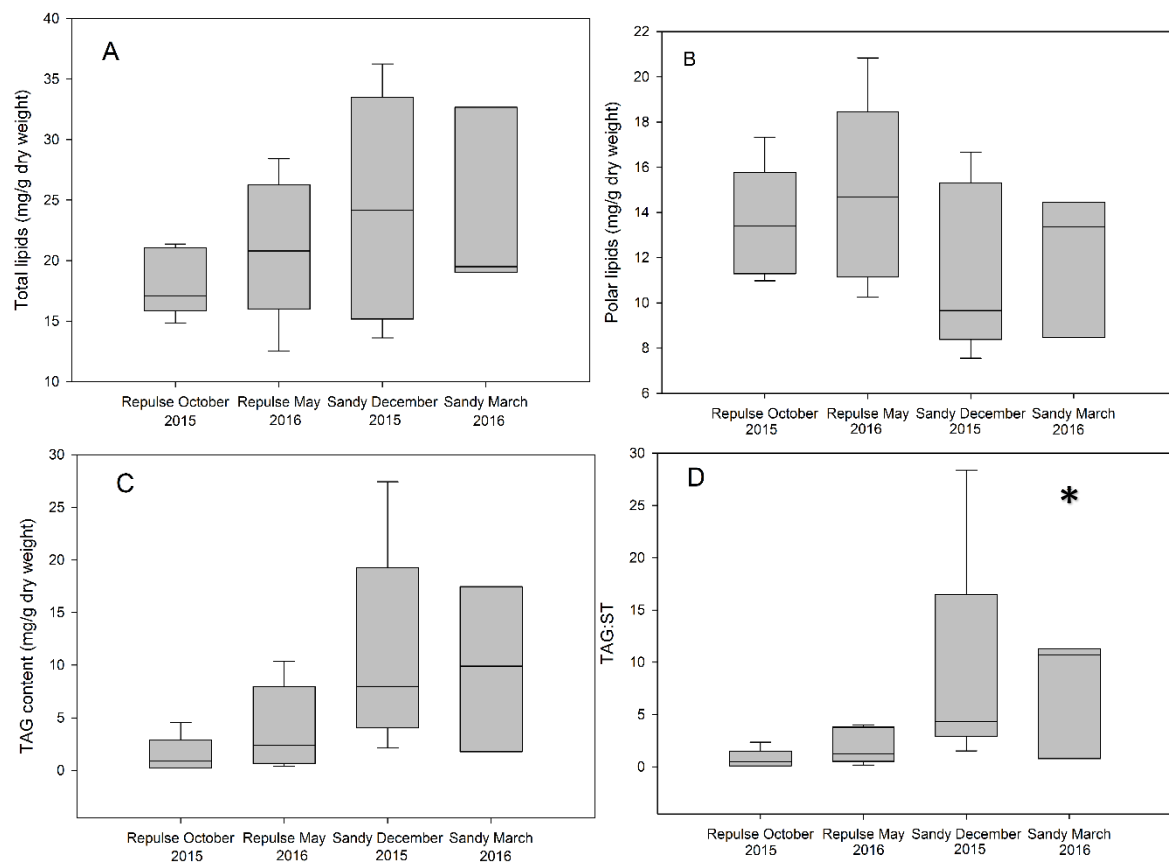 A
Total lipids (mg/g dry weight)
40
35
30
25
20
15
10
Repulse October
2015
Repulse May
2016
Sandy December
2015
Sandy March
2016
B
Polar lipids (mg/g dry weight)
22
20
18
16
14
12
10
8
6
Repulse October
2015
Repulse May
2016
Sandy December
2015
Sandy March
2016
C
TAG content (mg/g dry weight)
30
25
20
15
10
5
0
Repulse October
2015
Repulse May
2016
Sandy December
2015
Sandy March
2016
D
*
TAG:ST
30
25
20
15
10
5
0
Repulse October
2015
Repulse May
2016
Sandy December
2015
Sandy March
2016